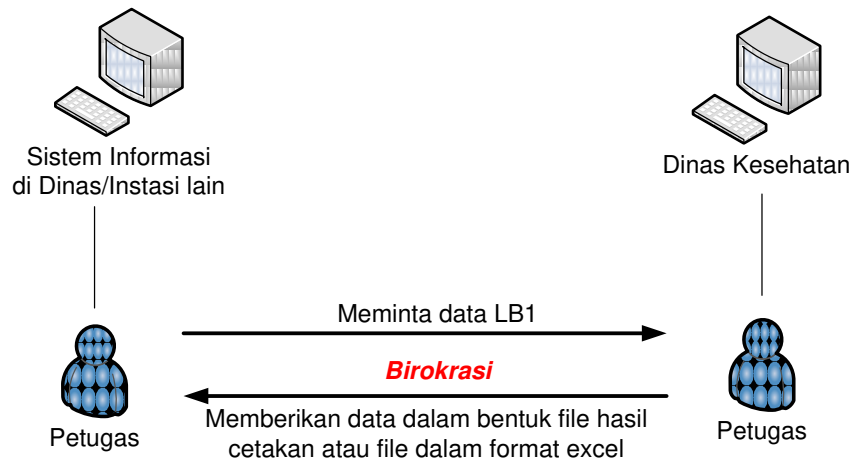 Sistem Informasi
di Dinas/Instasi lain
Dinas Kesehatan
Meminta data LB1
Birokrasi
Memberikan data dalam bentuk file hasil
cetakan atau file dalam format excel
Petugas
Petugas